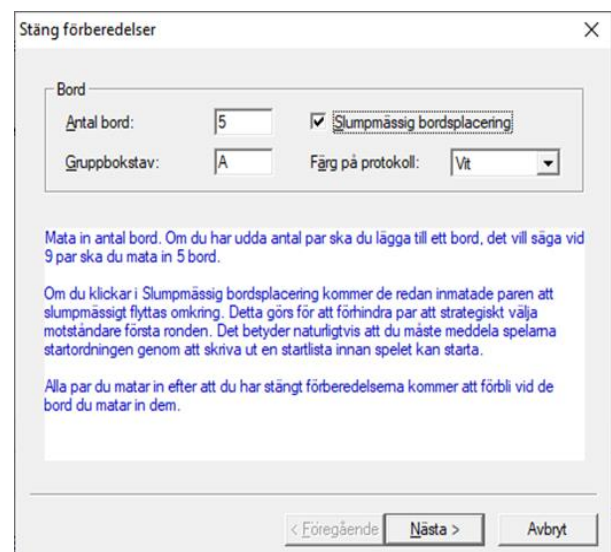 Stäng förberedelser
Bord
Antal bord: 5 Slumpmässig bordsplacering
Gruppbokstav: A Färg på protokoll: Vit
Mata in antal bord. Om du har udda antal par ska du lägga till ett bord, det vill säga vid
9 par ska du mata in 5 bord.
Om du klickar i Slumpmässig bordsplacering kommer de redan inmatade paren att
slumpmässigt flyttas omkring. Detta görs för att förhindra par att strategiskt välja
motståndare första ronden. Det betyder naturligtvis att du måste meddela spelarna
startordningen genom att skriva ut en startlista innan spelet kan starta.
Alla par du matar in efter att du har stängt förberedelserna kommer att förbli vid de
bord du matar in dem.
< Föregående Nästa > Avbryt